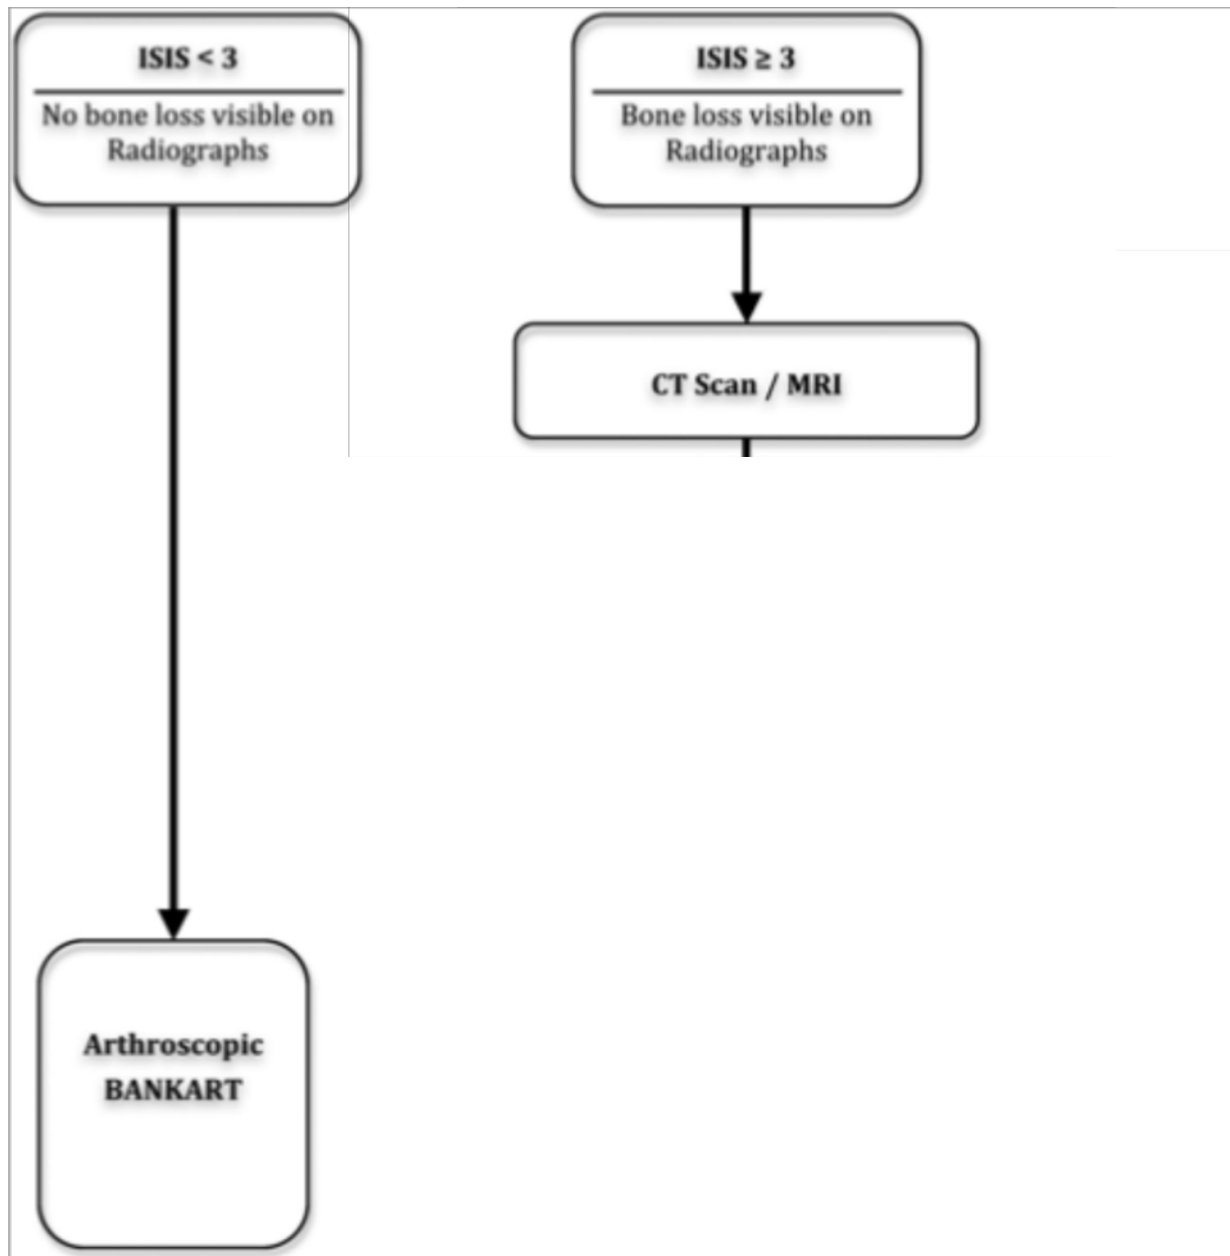 ISIS < 3
No bone loss visible on
Radiographs
ISIS ≥ 3
Bone loss visible on
Radiographs
CT Scan / MRI
Arthroscopic
BANKART